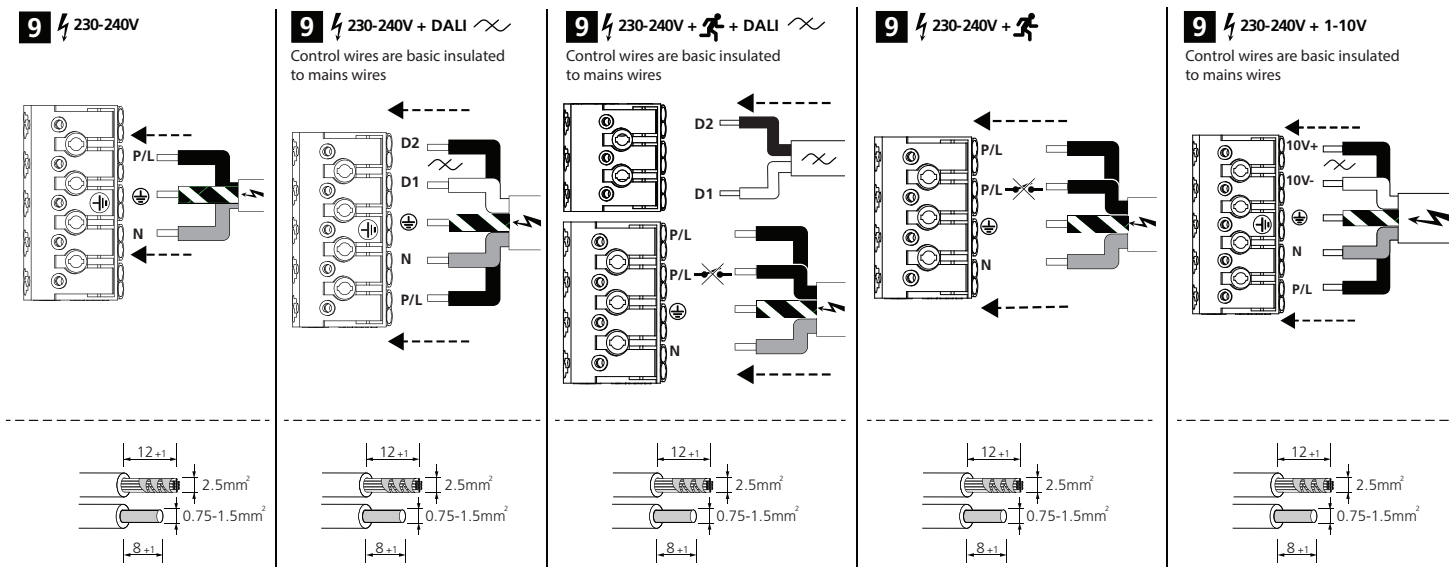 9 230-240V
P/L
N
12 +1
2.5mm²
0.75-1.5mm²
8 +1
9 230-240V + DALI
Control wires are basic insulated
to mains wires
D2
D1
N
P/L
12 +1
2.5mm²
0.75-1.5mm²
8 +1
9 230-240V + + DALI
Control wires are basic insulated
to mains wires
D2
D1
P/L
P/L
N
12 +1
2.5mm²
0.75-1.5mm²
8 +1
9 230-240V +
P/L
P/L
N
12 +1
2.5mm²
0.75-1.5mm²
8 +1
9 230-240V + 1-10V
Control wires are basic insulated
to mains wires
10V+
10V-
N
P/L
12 +1
2.5mm²
0.75-1.5mm²
8 +1